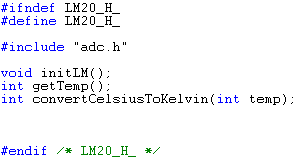 #ifndef LM20_H_
#define LM20_H_
#include "adc.h"
void initLM();
int getTemp();
int convertCelsiusToKelvin(int temp);
#endif /* LM20_H_ */